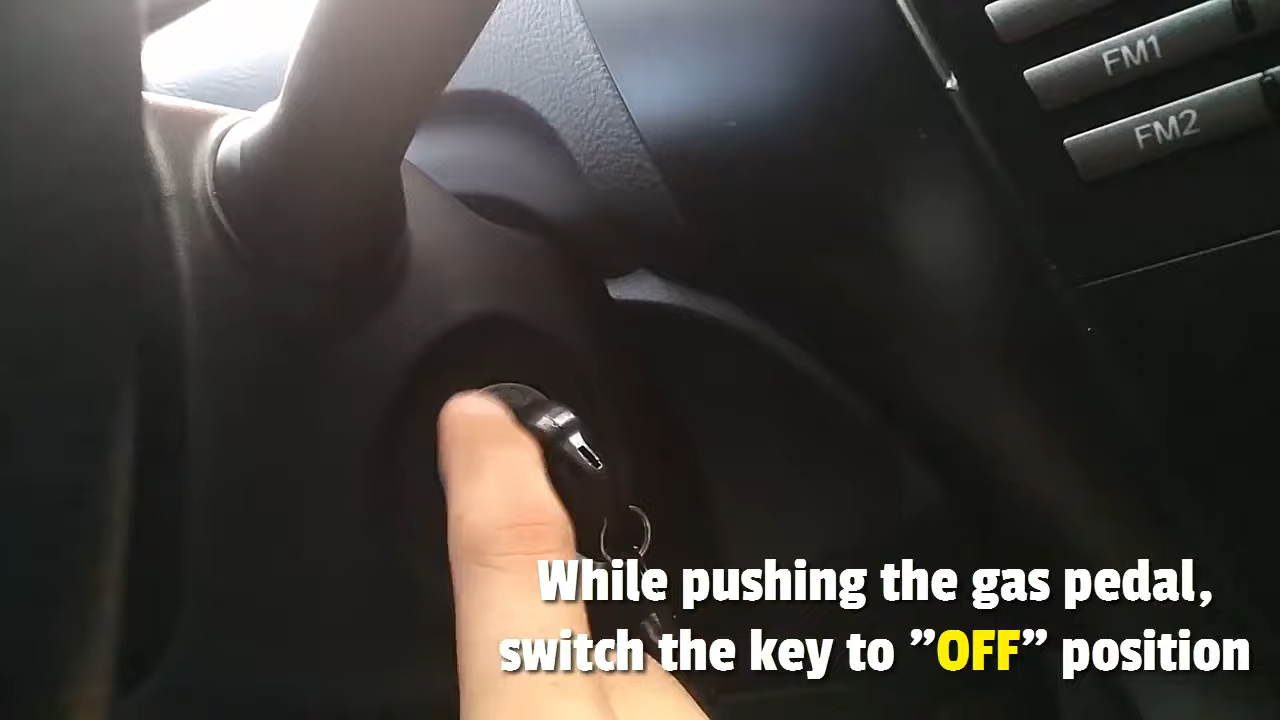 FM1
FM2
While pushing the gas pedal,
switch the key to ”OFF” position